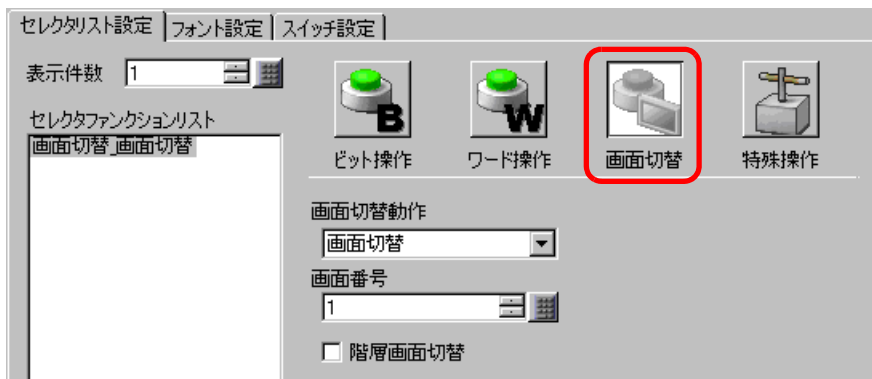 セレクタリスト設定 フォント設定 スイッチ設定
表示件数 1
セレクタファンクションリスト
画面切替_画面切替
B W
ビット操作 ワード操作 画面切替 特殊操作
画面切替動作
画面切替
画面番号
1
階層画面切替